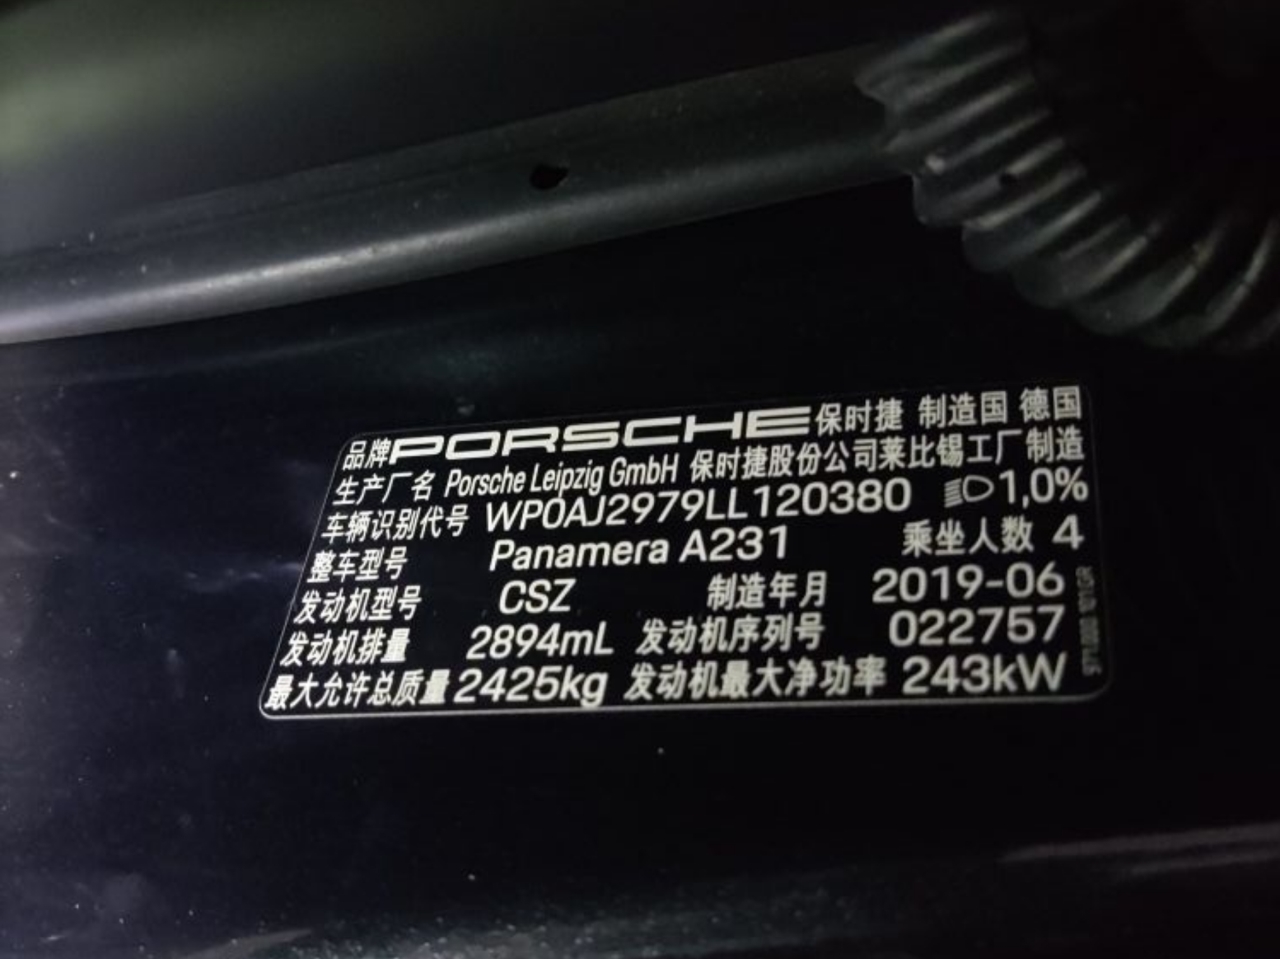 品牌PORSCHE保时捷 制造国 德国
生产厂名 Porsche Leipzig GmbH 保时捷股份公司莱比锡工厂制造
车辆识别代号 WP0AJ2979LL120380 1,0%
整车型号 Panamera A231 乘坐人数 4
发动机型号 CSZ 制造年月 2019-06
发动机排量 2894mL 发动机序列号 022757
最大允许总质量 2425kg 发动机最大净功率 243kW